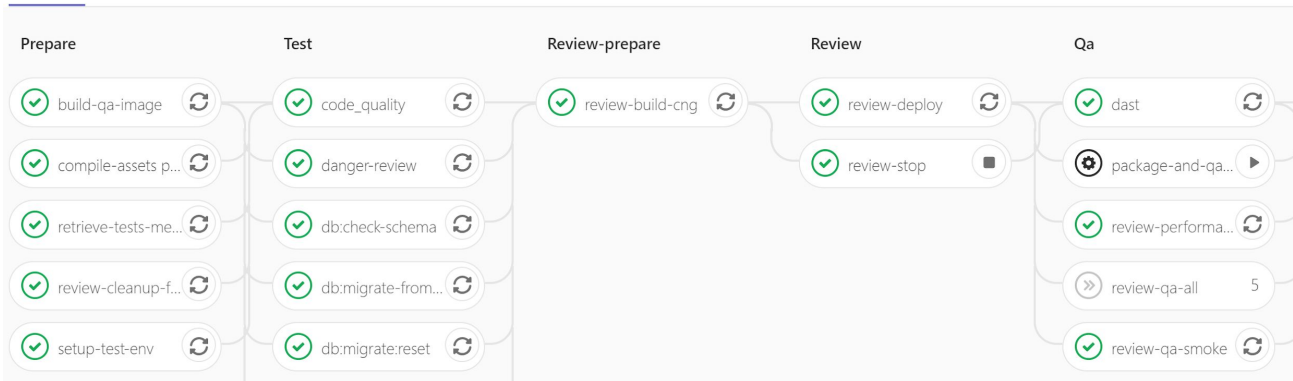 Prepare
Test
Review-prepare
Review
Qa
build-qa-image
code_quality
review-build-cng
review-deploy
dast
compile-assets p...
danger-review
review-stop
package-and-qa...
retrieve-tests-me...
db:check-schema
review-performa...
review-cleanup-f...
db:migrate-from...
review-qa-all
5
setup-test-env
db:migrate:reset
review-qa-smoke